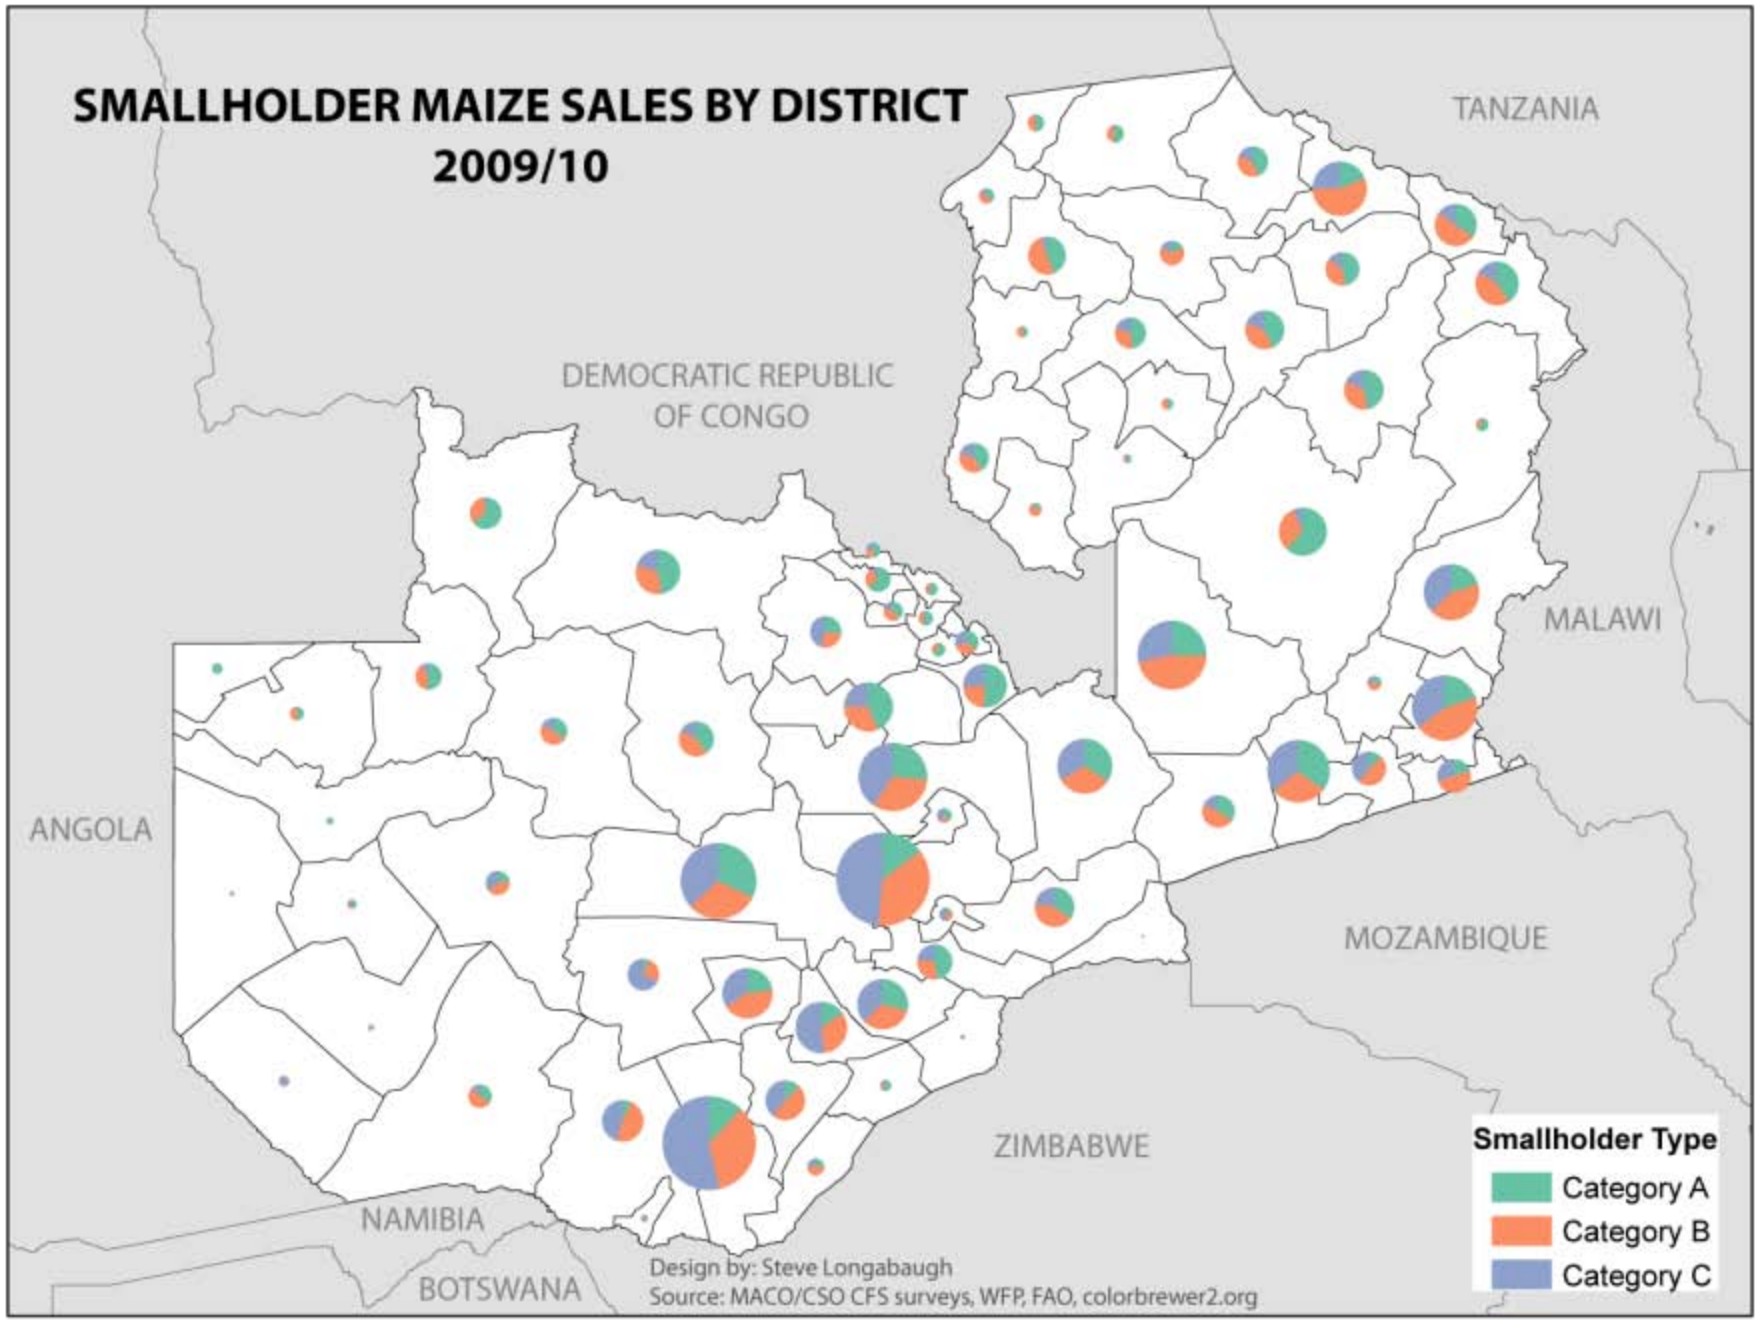 SMALLHOLDER MAIZE SALES BY DISTRICT
2009/10
TANZANIA
DEMOCRATIC REPUBLIC
OF CONGO
MALAWI
ANGOLA
MOZAMBIQUE
ZIMBABWE
NAMIBIA
BOTSWANA
Smallholder Type
Category A
Category B
Category C
Design by: Steve Longabaugh
Source: MACO/CSO CFS surveys, WFP, FAO, colorbrewer2.org